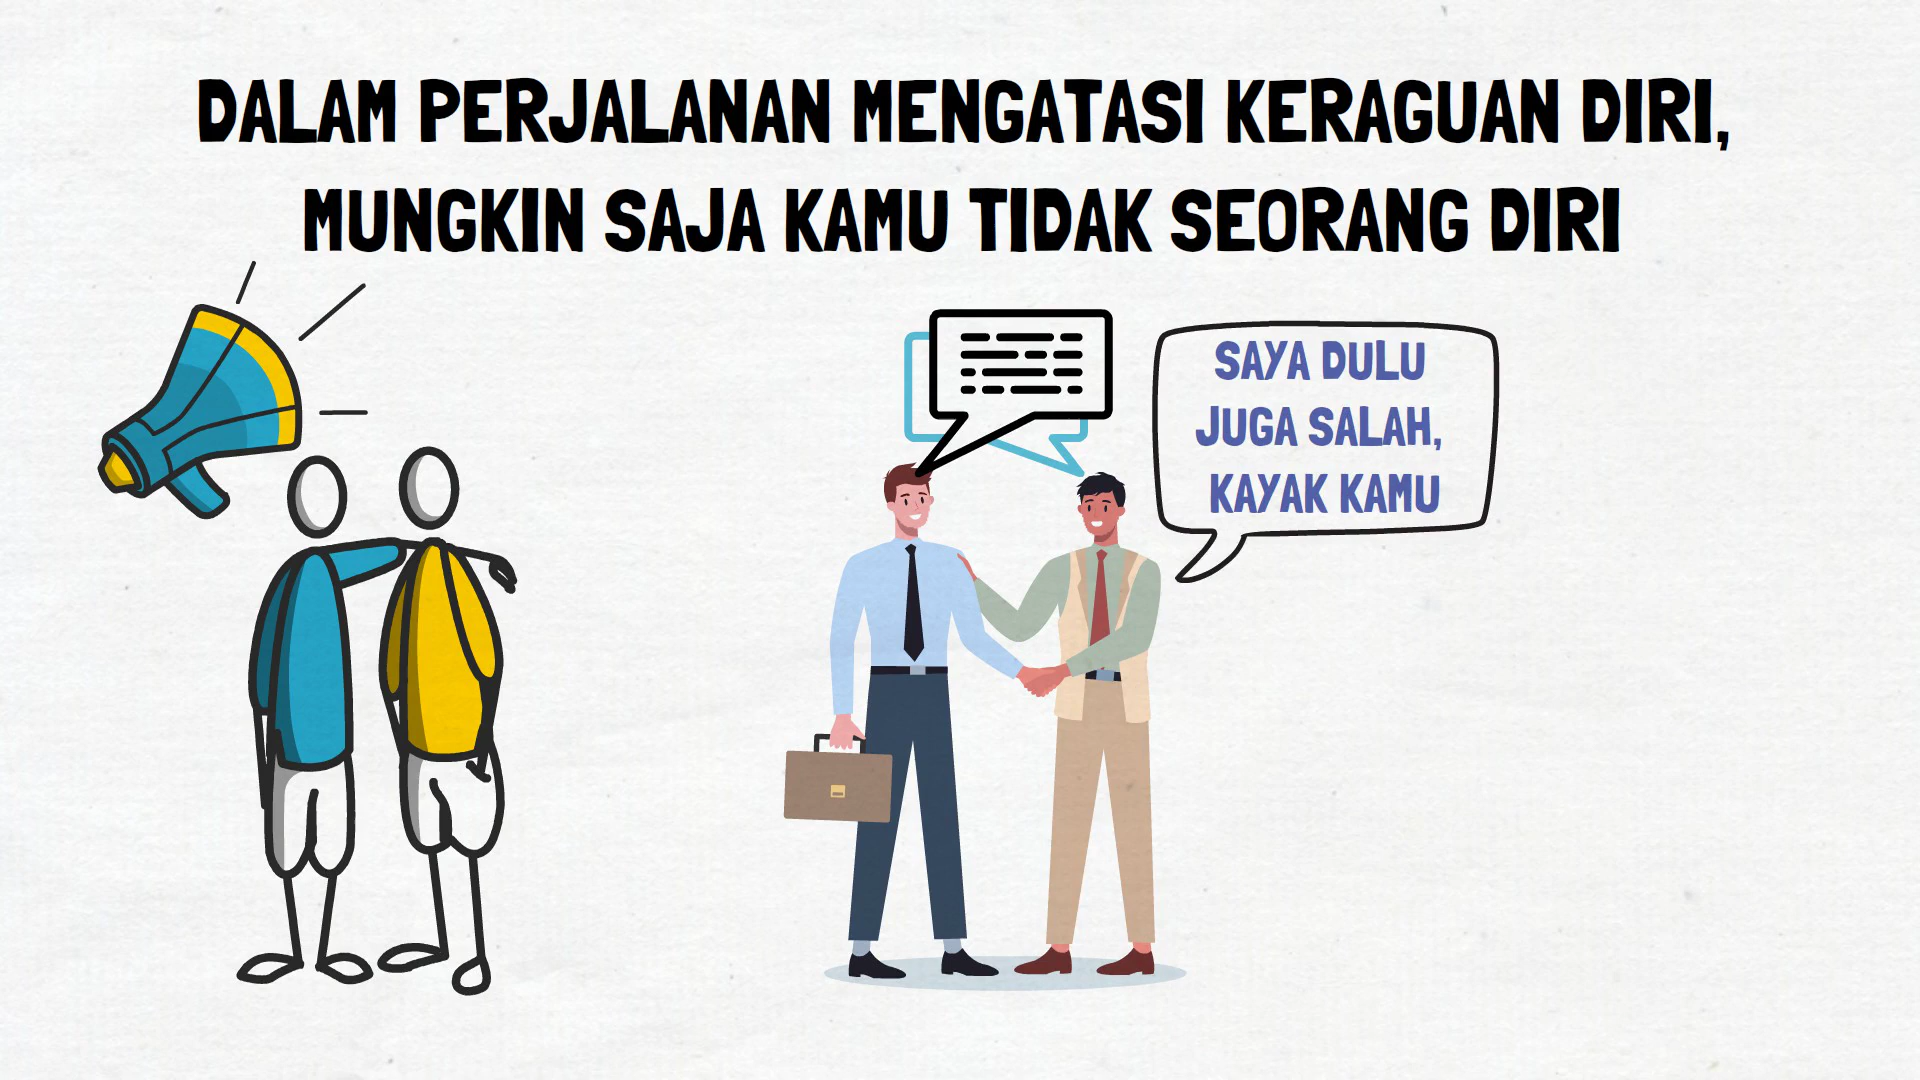 DALAM PERJALANAN MENGATASI KERAGUAN DIRI,
MUNGKIN SAJA KAMU TIDAK SEORANG DIRI
SAYA DULU
JUGA SALAH,
KAYAK KAMU